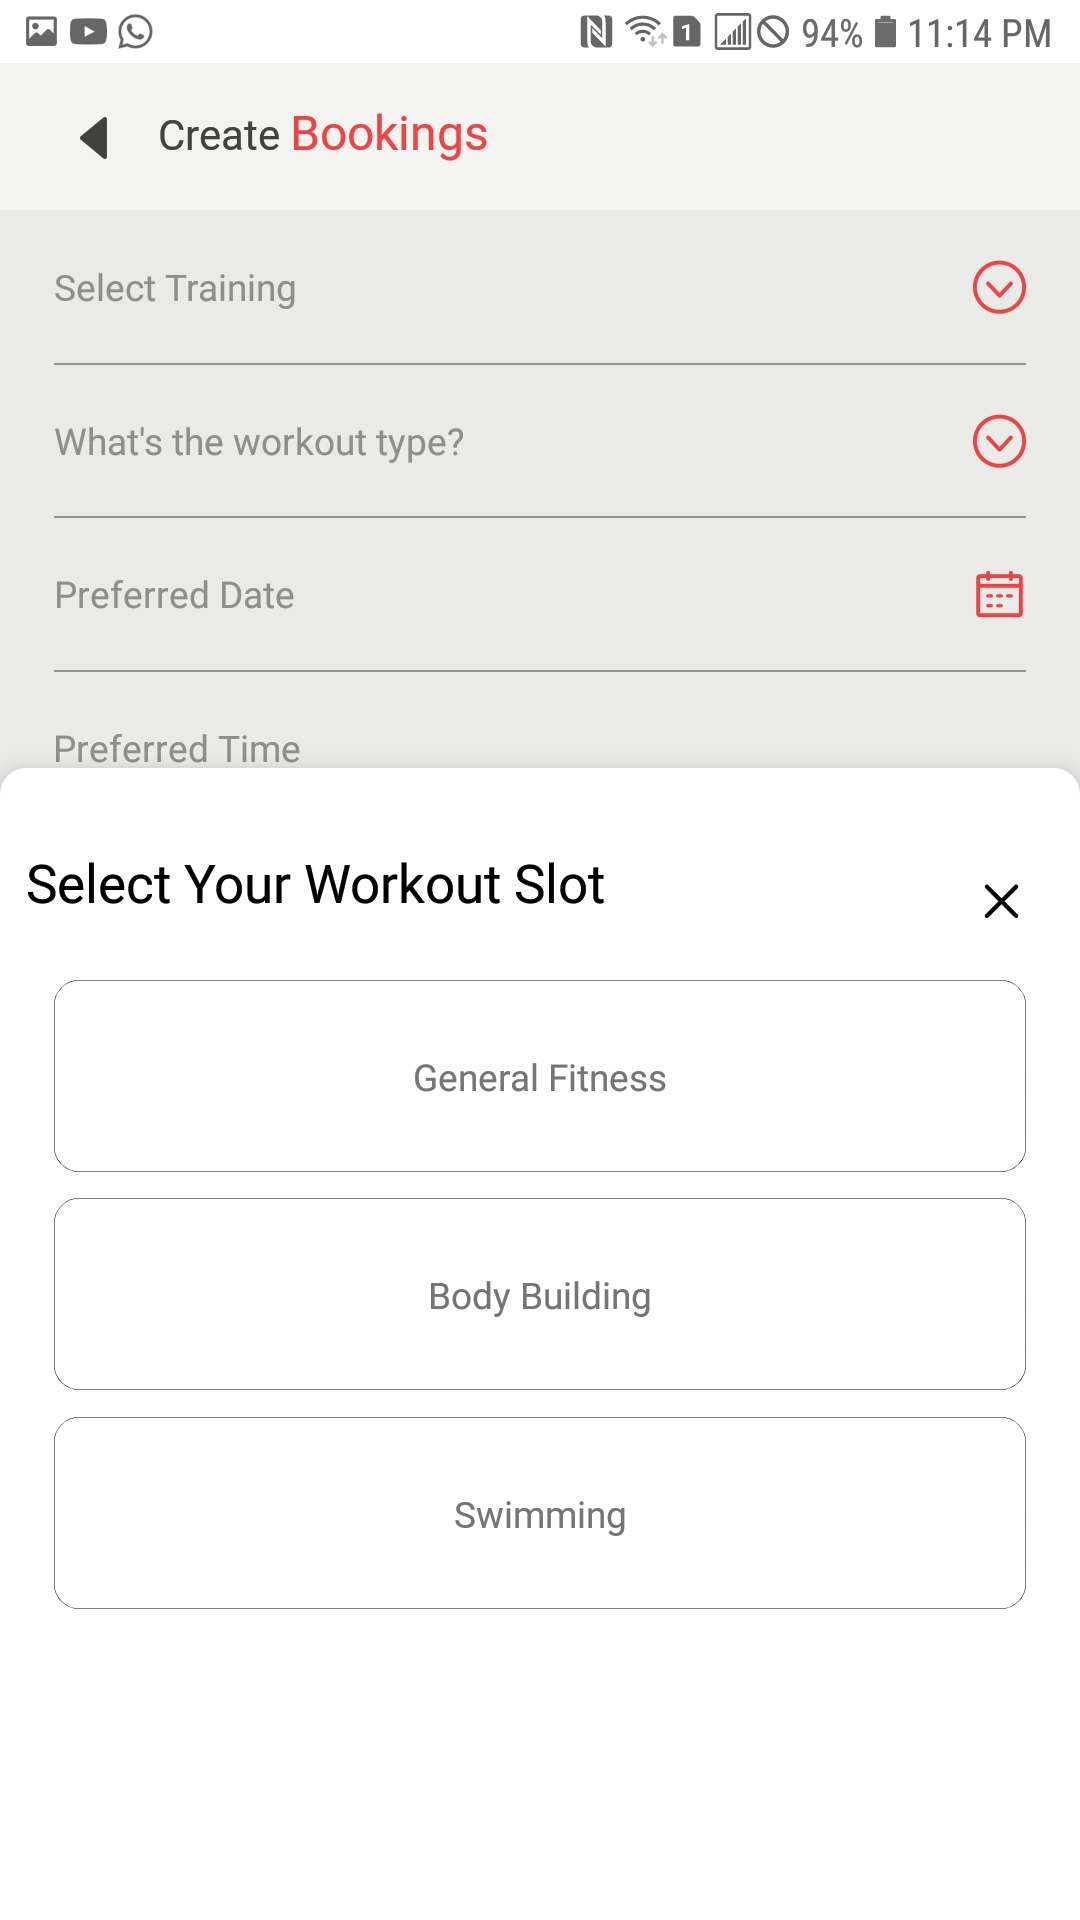 94% 11:14 PM
Create Bookings
Select Training
What's the workout type?
Preferred Date
Preferred Time
Select Your Workout Slot
General Fitness
Body Building
Swimming